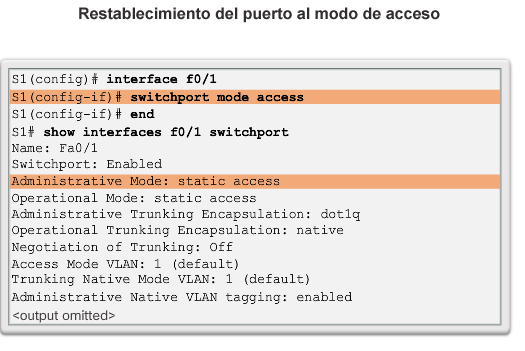 Restablecimiento del puerto al modo de acceso
S1(config)# interface f0/1
S1(config-if)# switchport mode access
S1(config-if)# end
S1# show interfaces f0/1 switchport
Name: Fa0/1
Switchport: Enabled
Administrative Mode: static access
Operational Mode: static access
Administrative Trunking Encapsulation: dot1q
Operational Trunking Encapsulation: native
Negotiation of Trunking: Off
Access Mode VLAN: 1 (default)
Trunking Native Mode VLAN: 1 (default)
Administrative Native VLAN tagging: enabled
<output omitted>